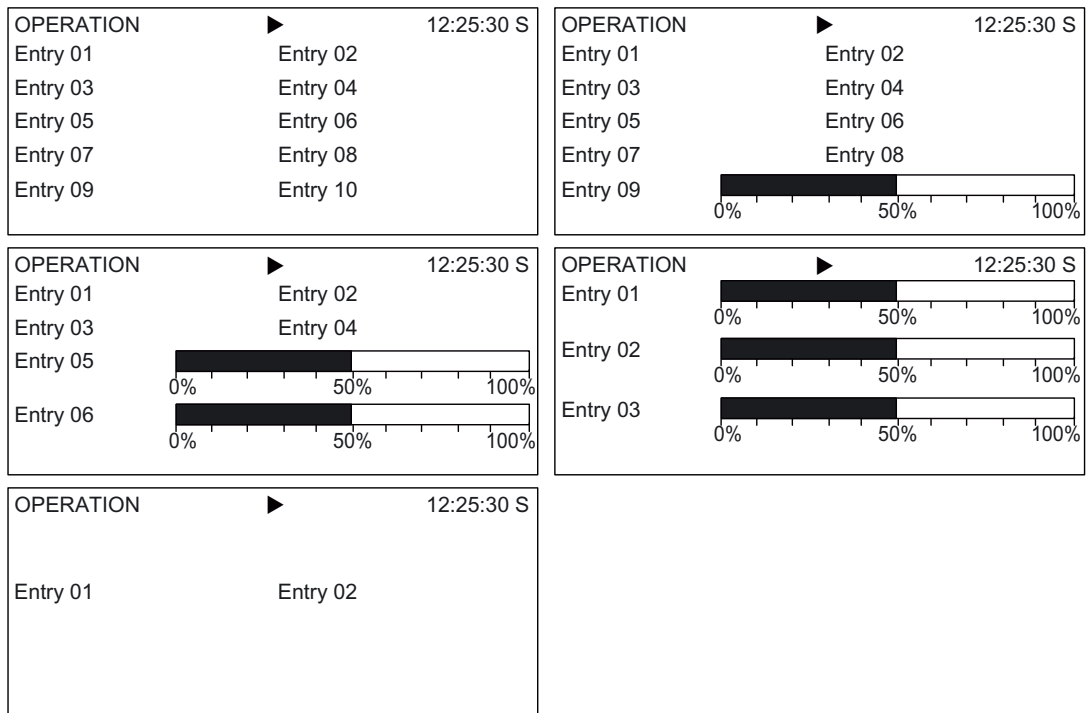 OPERATION ▶ 12:25:30 S
Entry 01 Entry 02
Entry 03 Entry 04
Entry 05 Entry 06
Entry 07 Entry 08
Entry 09 Entry 10
OPERATION ▶ 12:25:30 S
Entry 01 Entry 02
Entry 03 Entry 04
Entry 05 Entry 06
Entry 07 Entry 08
Entry 09
0% 50% 100%
OPERATION ▶ 12:25:30 S
Entry 01 Entry 02
Entry 03 Entry 04
Entry 05
0% 50% 100%
Entry 06
0% 50% 100%
OPERATION ▶ 12:25:30 S
Entry 01
0% 50% 100%
Entry 02
0% 50% 100%
Entry 03
0% 50% 100%
OPERATION ▶ 12:25:30 S
Entry 01 Entry 02